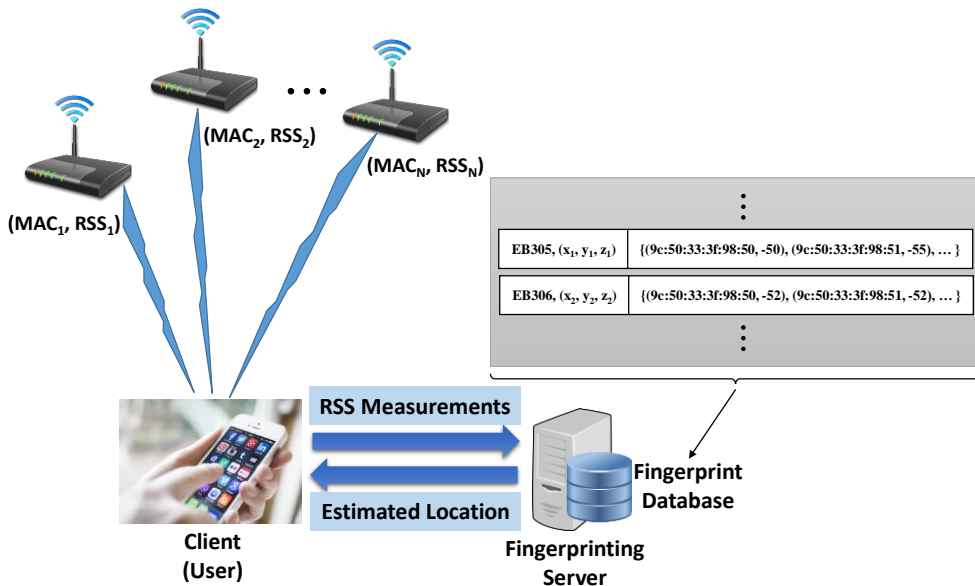 • • •
(MAC₂, RSS₂)
(MAC_N, RSS_N)
(MAC₁, RSS₁)
EB305, (x₁, y₁, z₁) {(9c:50:33:3f:98:50, -50), (9c:50:33:3f:98:51, -55), … }
EB306, (x₂, y₂, z₂) {(9c:50:33:3f:98:50, -52), (9c:50:33:3f:98:51, -52), … }
RSS Measurements
Estimated Location
Fingerprint
Database
Client
(User)
Fingerprinting
Server